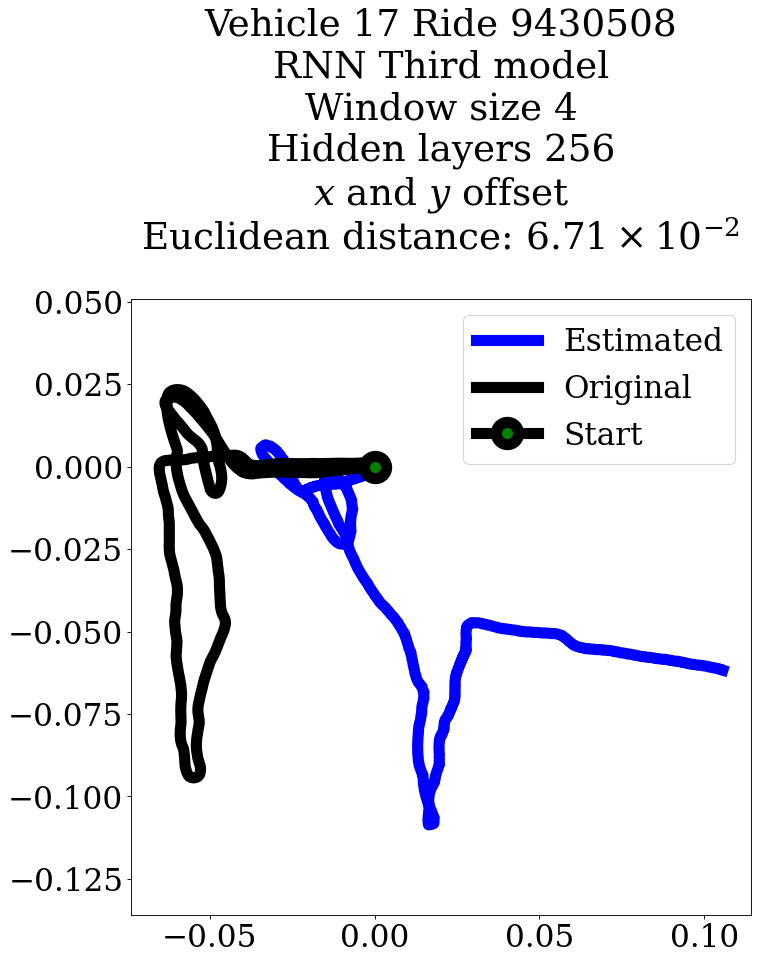 Vehicle 17 Ride 9430508
RNN Third model
Window size 4
Hidden layers 256
x and y offset
Euclidean distance: 6.71 × 10⁻²
Estimated
Original
Start
0.050
0.025
0.000
−0.025
−0.050
−0.075
−0.100
−0.125
−0.05 0.00 0.05 0.10